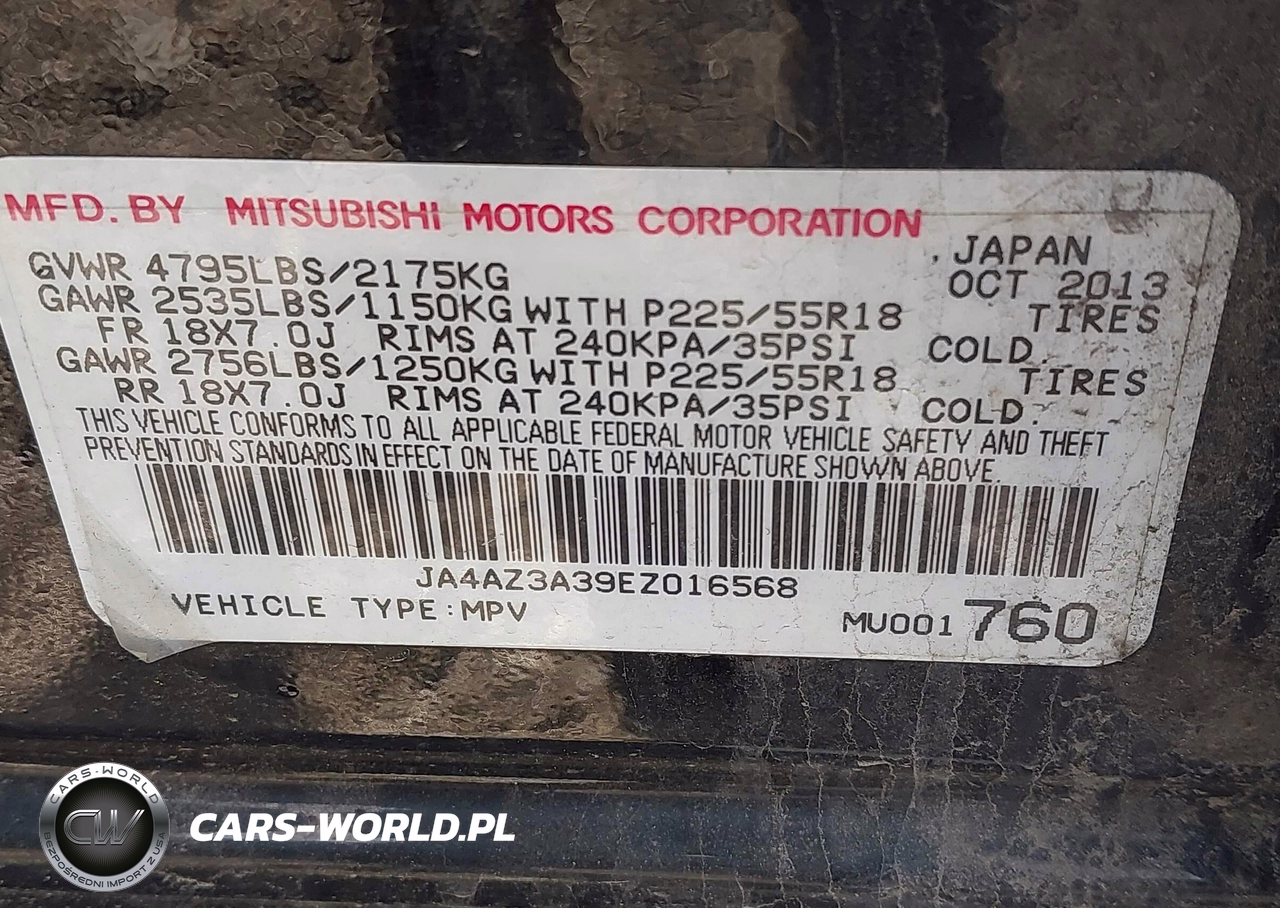 MFD. BY MITSUBISHI MOTORS CORPORATION
JAPAN
GVWR 4795LBS/2175KG OCT 2013
GAWR 2535LBS/1150KG WITH P225/55R18 TIRES
FR 18X7.0J RIMS AT 240KPA/35PSI COLD.
GAWR 2756LBS/1250KG WITH P225/55R18 TIRES
RR 18X7.0J RIMS AT 240KPA/35PSI COLD.
THIS VEHICLE CONFORMS TO ALL APPLICABLE FEDERAL MOTOR VEHICLE SAFETY AND THEFT
PREVENTION STANDARDS IN EFFECT ON THE DATE OF MANUFACTURE SHOWN ABOVE.
JA4AZ3A39EZ016568
VEHICLE TYPE:MPV MU001 760
CARS-WORLD
CW
BEZPOŚREDNI IMPORT Z USA
CARS-WORLD.PL